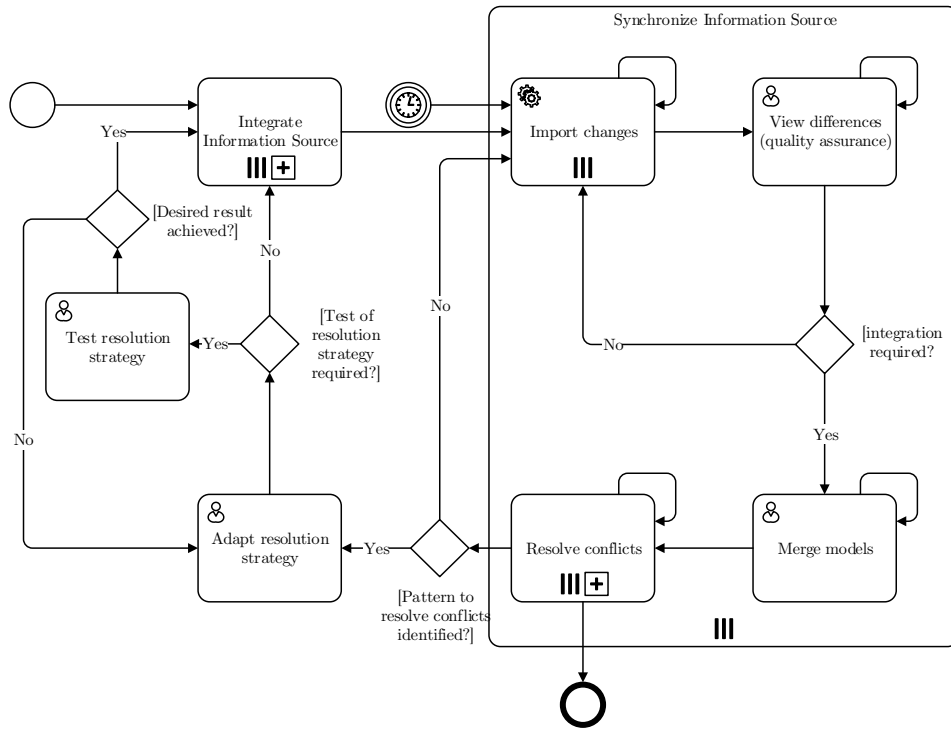 Synchronize Information Source
Integrate
Information Source
Import changes
View differences
(quality assurance)
Yes
[Desired result
achieved?]
No
Test resolution
strategy
Yes
[Test of
resolution
strategy
required?]
No
No
[integration
required?
No
Yes
Adapt resolution
strategy
Yes
Resolve conflicts
Merge models
[Pattern to
resolve conflicts
identified?]